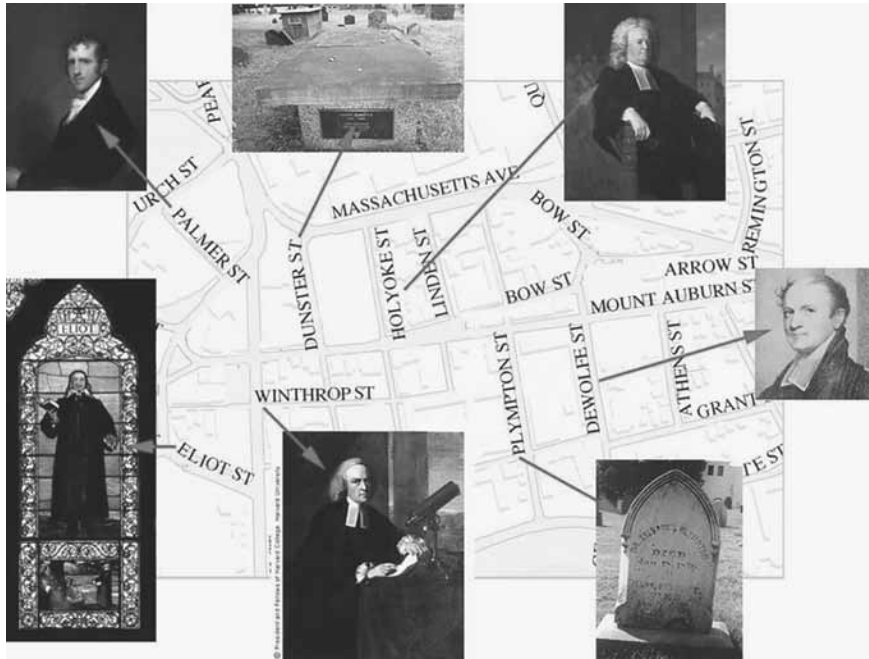 PEAR
QU
URCH ST
PALMER ST
MASSACHUSETTS AVE
DUNSTER ST
HOLYOKE ST
LINDEN ST
BOW ST
BOW ST
REMINGTON ST
ARROW ST
MOUNT AUBURN ST
ELIOT
WINTHROP ST
ELIOT ST
PLYMPTON ST
DEWOLFE ST
ATHENS ST
GRANT
TE ST
© President and Fellows of Harvard College, Harvard University
DIED